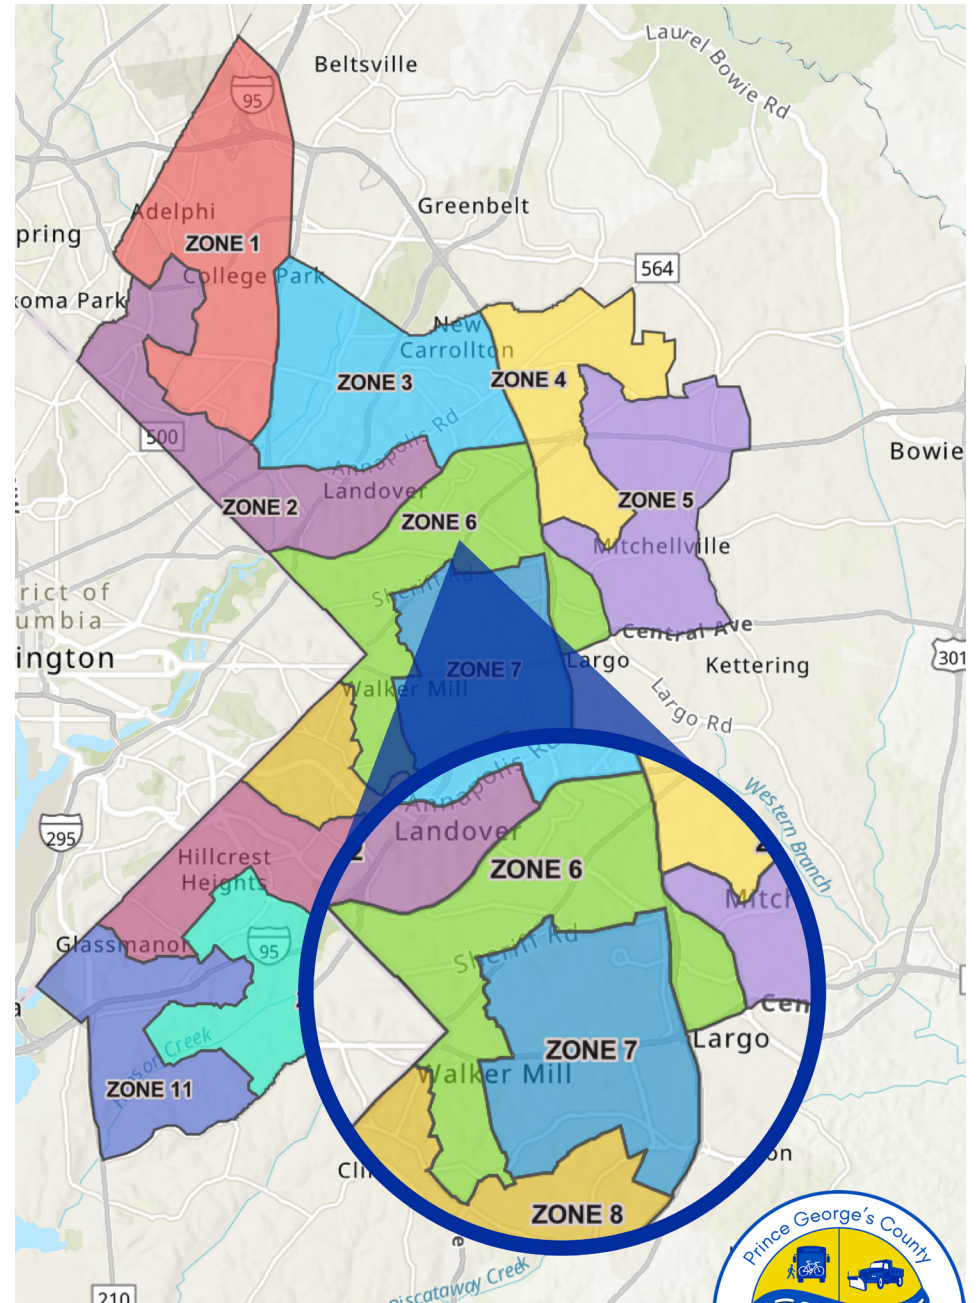 Laurel Bowie Rd
Beltsville
95
Adelphi
Greenbelt
pring
ZONE 1
564
College Park
koma Park
New
Carrollton
ZONE 3
ZONE 4
500
Annapolis Rd
Bowie
Landover
ZONE 5
ZONE 2
ZONE 6
Mitchellville
Sheriff Rd
rict of
umbia
Central Ave
ington
Largo
Kettering
301
ZONE 7
Walker Mill
Largo Rd
Western Branch
295
Annapolis Rd
Landover
Hillcrest
Heights
ZONE 6
Mitch
Glassmanor
95
Sheriff Rd
Cen
Largo
ZONE 7
Creek
Walker Mill
ZONE 11
on
Cli
ZONE 8
Piscataway Creek
210
Prince George's County